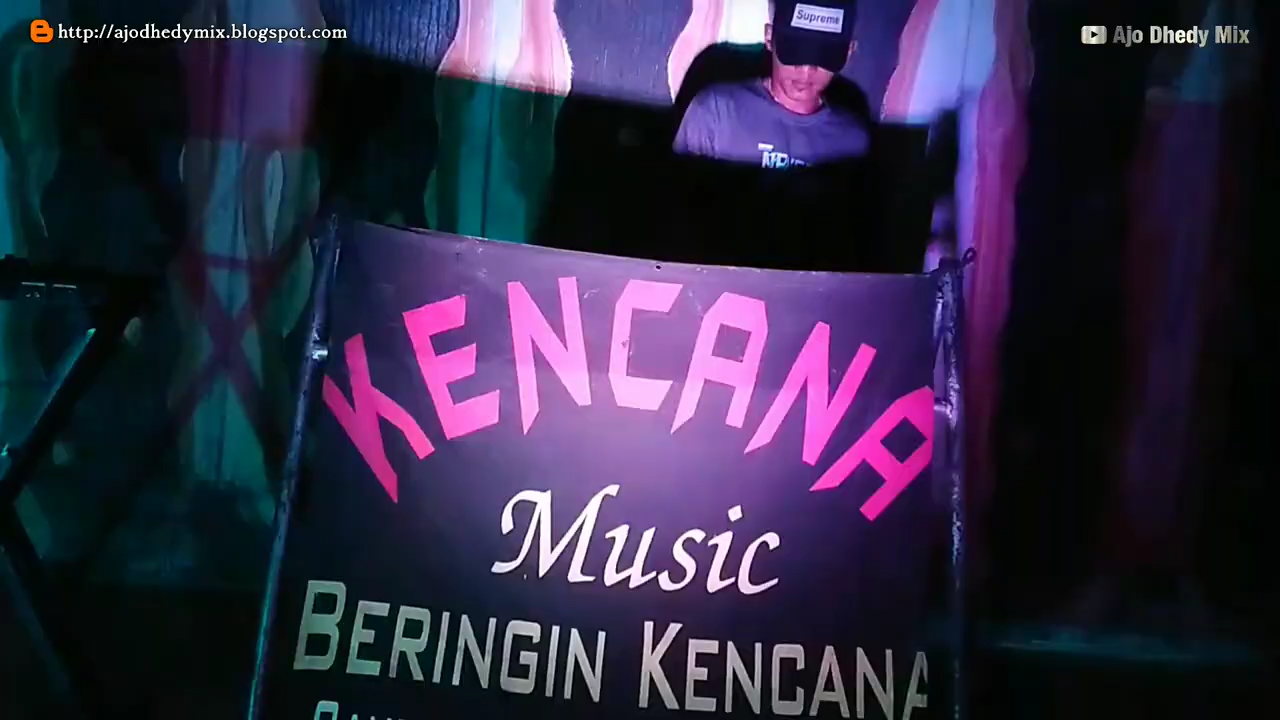 http://ajodhedymix.blogspot.com
Ajo Dhedy Mix
Supreme
KENCANA
Music
BERINGIN KENCANA